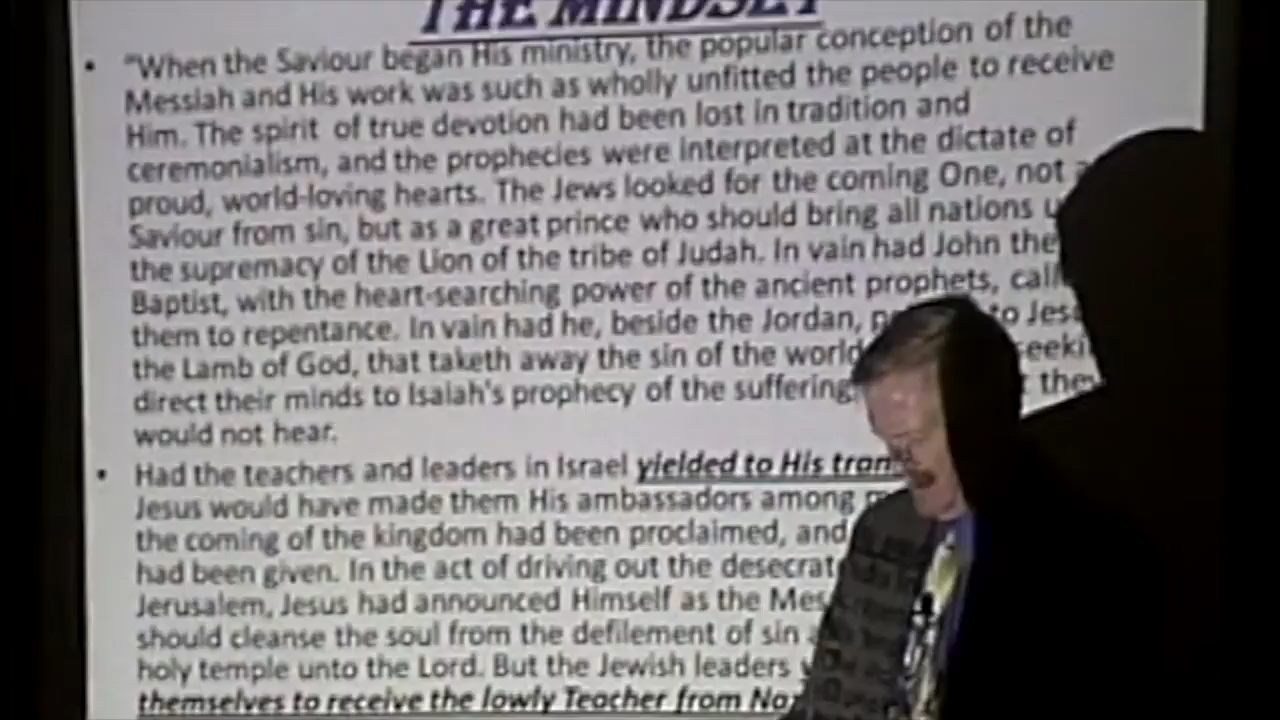 THE MINDSET
• "When the Saviour began His ministry, the popular conception of the
Messiah and His work was such as wholly unfitted the people to receive
Him. The spirit of true devotion had been lost in tradition and
ceremonialism, and the prophecies were interpreted at the dictate of
proud, world-loving hearts. The Jews looked for the coming One, not
Saviour from sin, but as a great prince who should bring all nations
the supremacy of the Lion of the tribe of Judah. In vain had John the
Baptist, with the heart-searching power of the ancient prophets,
them to repentance. In vain had he, beside the Jordan, to
the Lamb of God, that taketh away the sin of the world
direct their minds to Isaiah's prophecy of the suffering
would not hear.
• Had the teachers and leaders in Israel yielded to His
Jesus would have made them His ambassadors among
the coming of the kingdom had been proclaimed, and
had been given. In the act of driving out the
Jerusalem, Jesus had announced Himself as the
should cleanse the soul from the defilement of sin
holy temple unto the Lord. But the Jewish leaders
themselves to receive the lowly Teacher from